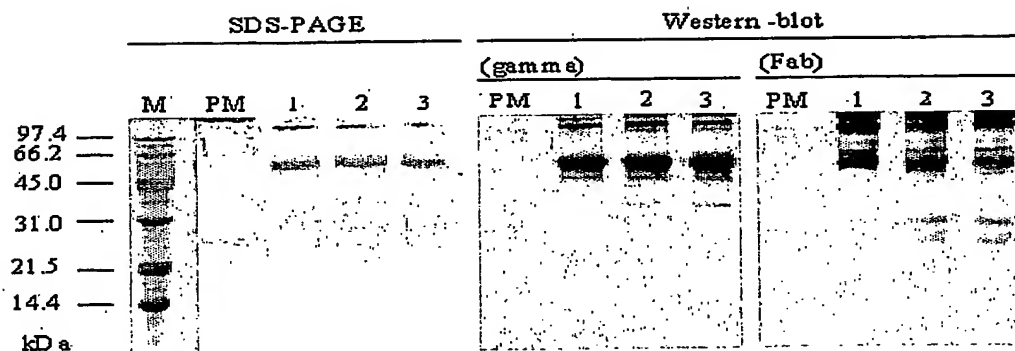 SDS-PAGE Western -blot
(gamma) (Fab)
M PM 1 2 3 PM 1 2 3 PM 1 2 3
97.4
66.2
45.0
31.0
21.5
14.4
kDa